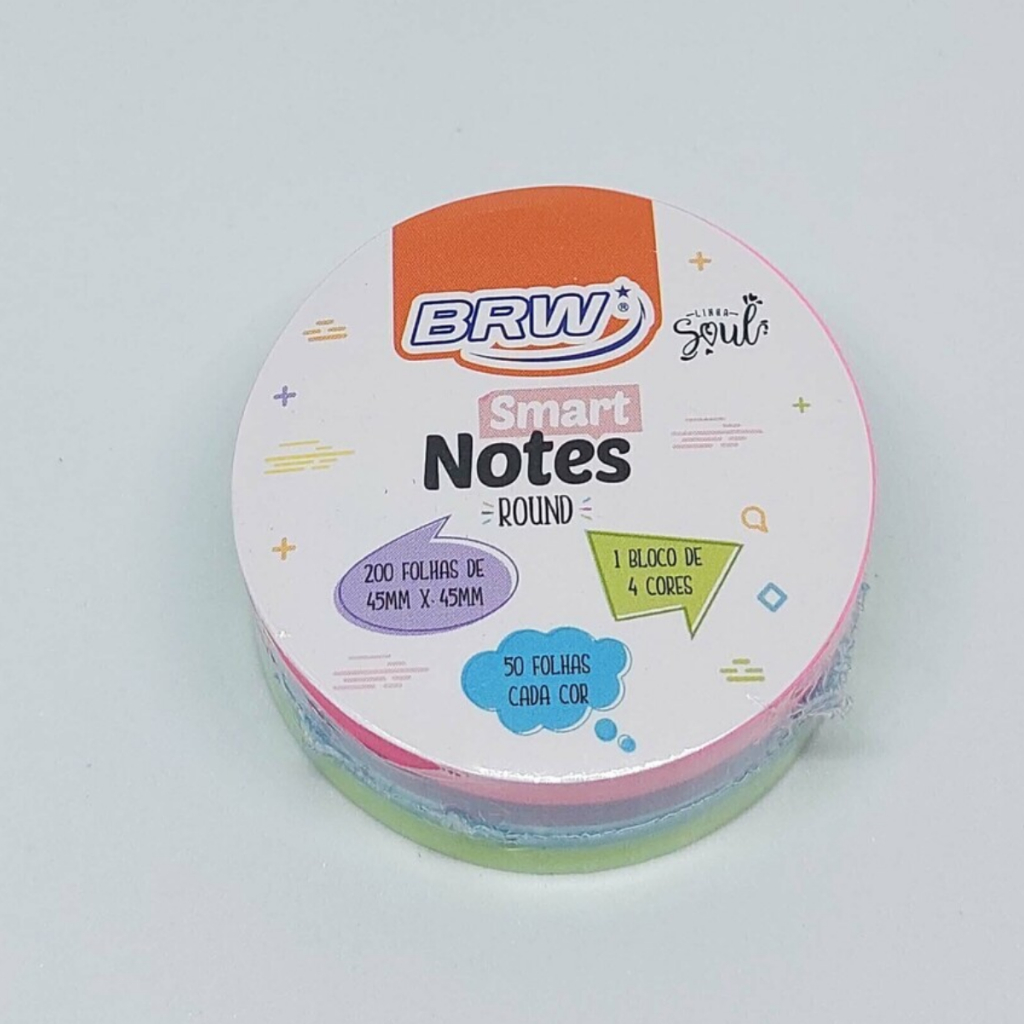 BRW®
LINHA
Soul
Smart
Notes
ROUND
200 FOLHAS DE
45MM X 45MM
1 BLOCO DE
4 CORES
50 FOLHAS
CADA COR